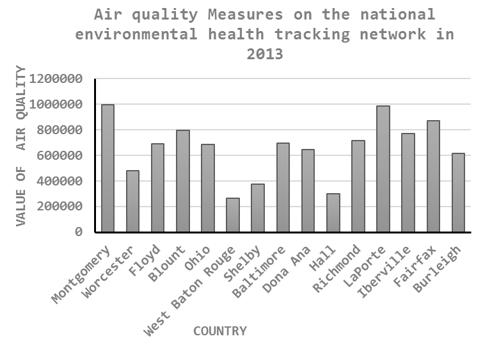 Air quality Measures on the national
environmental health tracking network in
2013
VALUE OF AIR QUALITY
1200000
1000000
800000
600000
400000
200000
0
Montgomery
Worcester
Floyd
Blount
Ohio
West Baton Rouge
Shelby
Baltimore
Dona Ana
Hall
Richmond
LaPorte
Iberville
Fairfax
Burleigh
COUNTRY